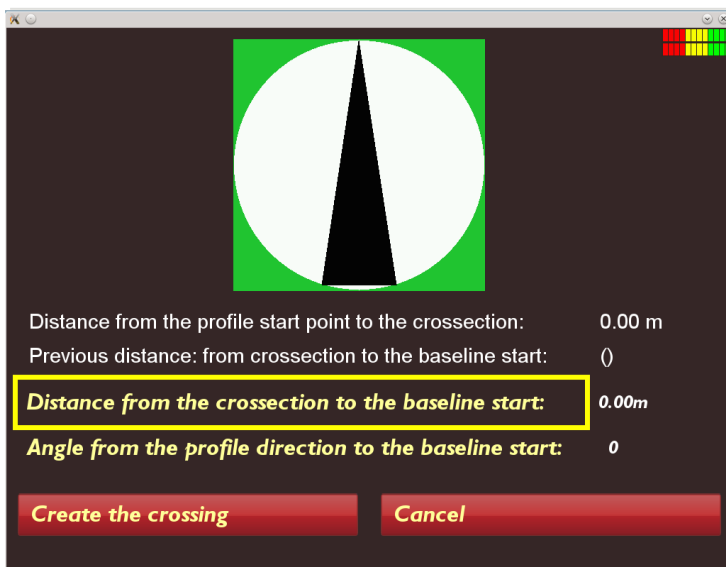 Distance from the profile start point to the crossection: 0.00 m
Previous distance: from crossection to the baseline start: ()
Distance from the crossection to the baseline start: 0.00m
Angle from the profile direction to the baseline start: 0
Create the crossing Cancel